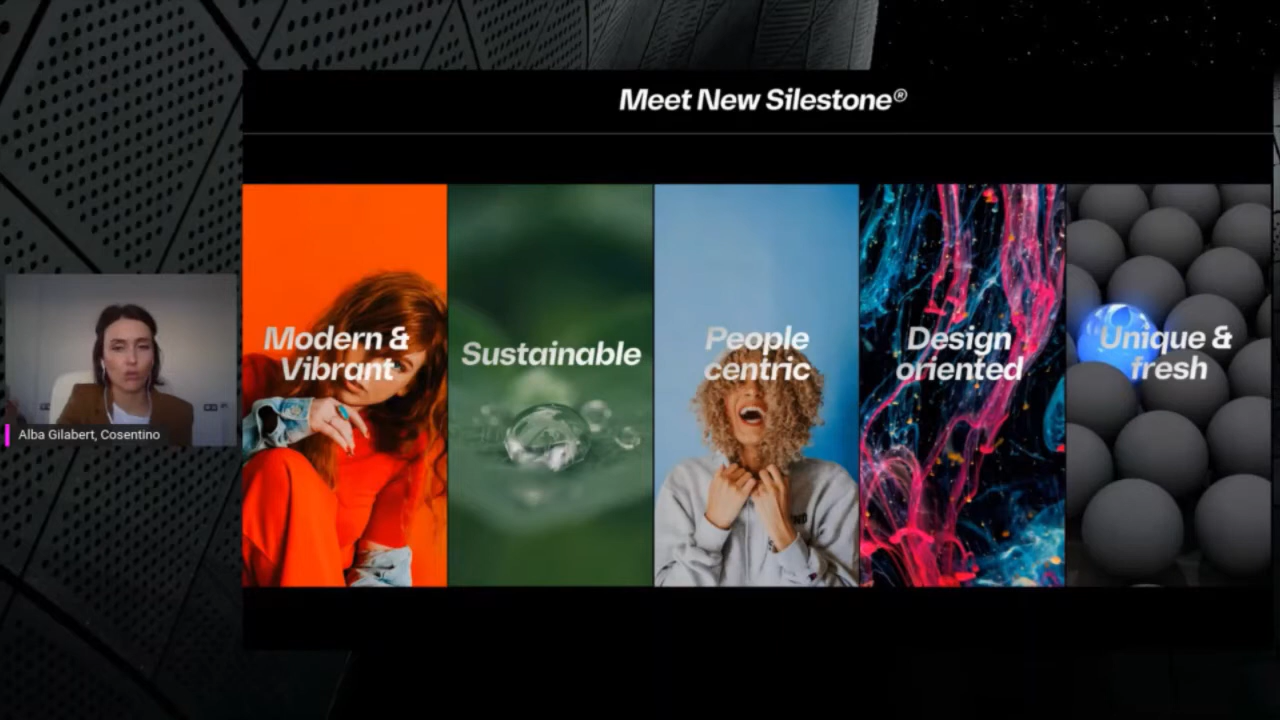 Meet New Silestone®
Modern &
Vibrant
Sustainable
People
centric
Design
oriented
Unique &
fresh
Alba Gilabert, Cosentino